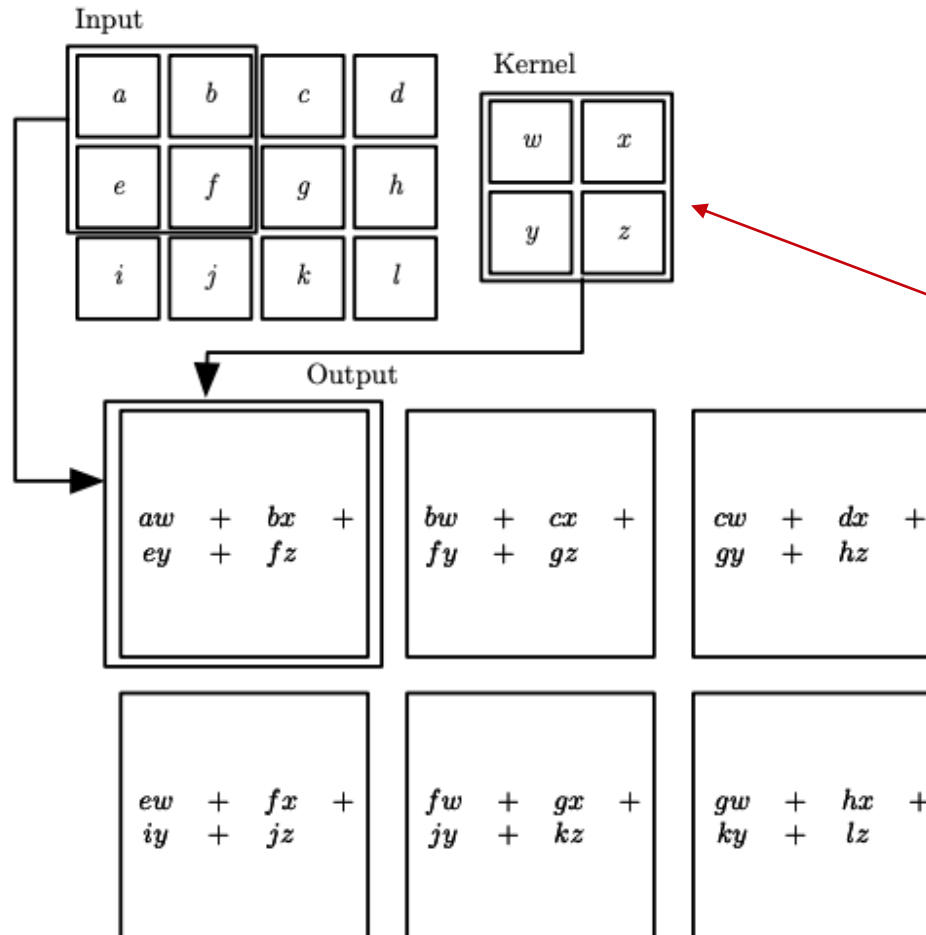 Input
a b c d
e f g h
i j k l
Kernel
w x
y z
Output
aw + bx +
ey + fz
bw + cx +
fy + gz
cw + dx +
gy + hz
ew + fx +
iy + jz
fw + gx +
jy + kz
gw + hx +
ky + lz